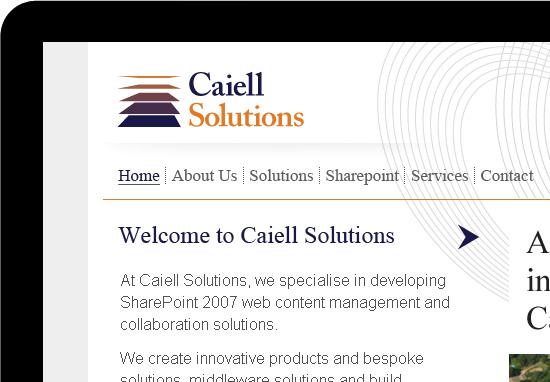 Caiell
Solutions
Home About Us Solutions Sharepoint Services Contact
Welcome to Caiell Solutions
At Caiell Solutions, we specialise in developing
SharePoint 2007 web content management and
collaboration solutions.
We create innovative products and bespoke
solutions, middleware solutions and build
A
in
Ca